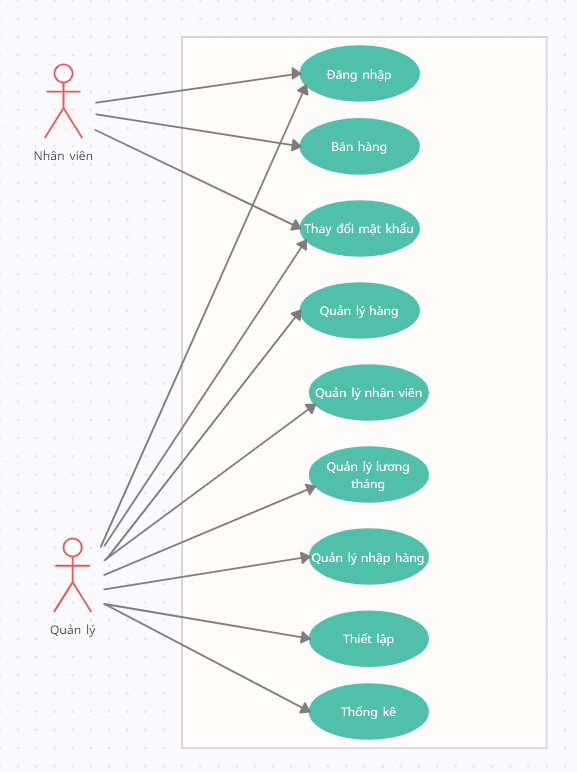 Nhân viên
Đăng nhập
Bán hàng
Thay đổi mật khẩu
Quản lý hàng
Quản lý nhân viên
Quản lý lương
tháng
Quản lý nhập hàng
Quản lý
Thiết lập
Thống kê